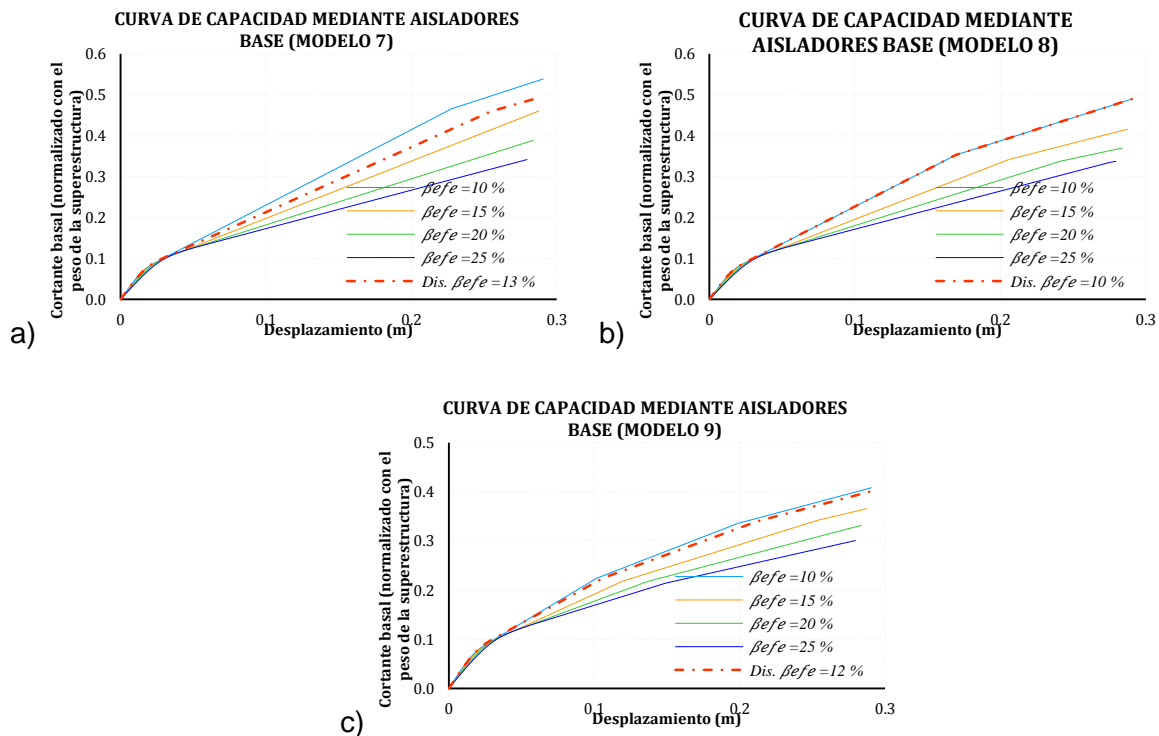 CURVA DE CAPACIDAD MEDIANTE AISLADORES
BASE (MODELO 7)
Cortante basal (normalizado con el
peso de la superestructura)
0.6
0.5
0.4
0.3
0.2
0.1
0.0
βefe =10 %
βefe =15 %
βefe =20 %
βefe =25 %
Dis. βefe =13 %
0
0.1
0.2
0.3
Desplazamiento (m)
a)
CURVA DE CAPACIDAD MEDIANTE
AISLADORES BASE (MODELO 8)
Cortante basal (normalizado con el
peso de la superestructura)
0.6
0.5
0.4
0.3
0.2
0.1
0.0
βefe =10 %
βefe =15 %
βefe =20 %
βefe =25 %
Dis. βefe =10 %
0
0.1
0.2
0.3
Desplazamiento (m)
b)
CURVA DE CAPACIDAD MEDIANTE AISLADORES
BASE (MODELO 9)
Cortante basal (normalizado con el
peso de la superestructura)
0.5
0.4
0.3
0.2
0.1
0.0
βefe =10 %
βefe =15 %
βefe =20 %
βefe =25 %
Dis. βefe =12 %
0
0.1
0.2
0.3
Desplazamiento (m)
c)